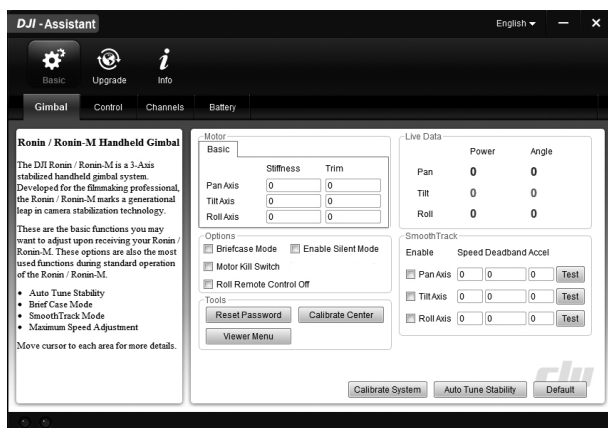 DJI - Assistant
English
Basic
Upgrade
Info
Gimbal
Control
Channels
Battery
Ronin / Ronin-M Handheld Gimbal
The DJI Ronin / Ronin-M is a 3-Axis
stabilized handheld gimbal system.
Developed for the filmmaking professional,
the Ronin / Ronin-M marks a generational
leap in camera stabilization technology.
These are the basic functions you may
want to adjust upon receiving your Ronin /
Ronin-M. These options are also the most
used functions during standard operation
of the Ronin / Ronin-M.
• Auto Tune Stability
• Brief Case Mode
• SmoothTrack Mode
• Maximum Speed Adjustment
Move cursor to each area for more details.
Motor
Basic
Stiffness Trim
Pan Axis 0 0
Tilt Axis 0 0
Roll Axis 0 0
Options
Briefcase Mode Enable Silent Mode
Motor Kill Switch
Roll Remote Control Off
Tools
Reset Password Calibrate Center
Viewer Menu
Live Data
Power Angle
Pan 0 0
Tilt 0 0
Roll 0 0
SmoothTrack
Enable Speed Deadband Accel
Pan Axis 0 0 0 Test
Tilt Axis 0 0 0 Test
Roll Axis 0 0 0 Test
dji
Calibrate System Auto Tune Stability Default